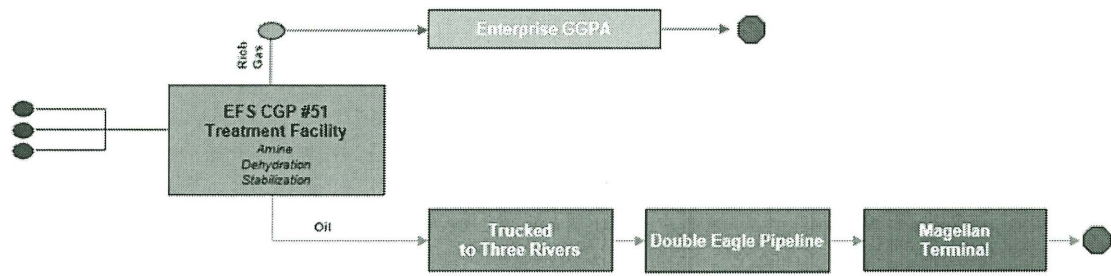 Enterprise GGPA
Rich
Gas
EFS CGP #51
Treatment Facility
Amine
Dehydration
Stabilization
Oil
Trucked
to Three Rivers
Double Eagle Pipeline
Magellan
Terminal